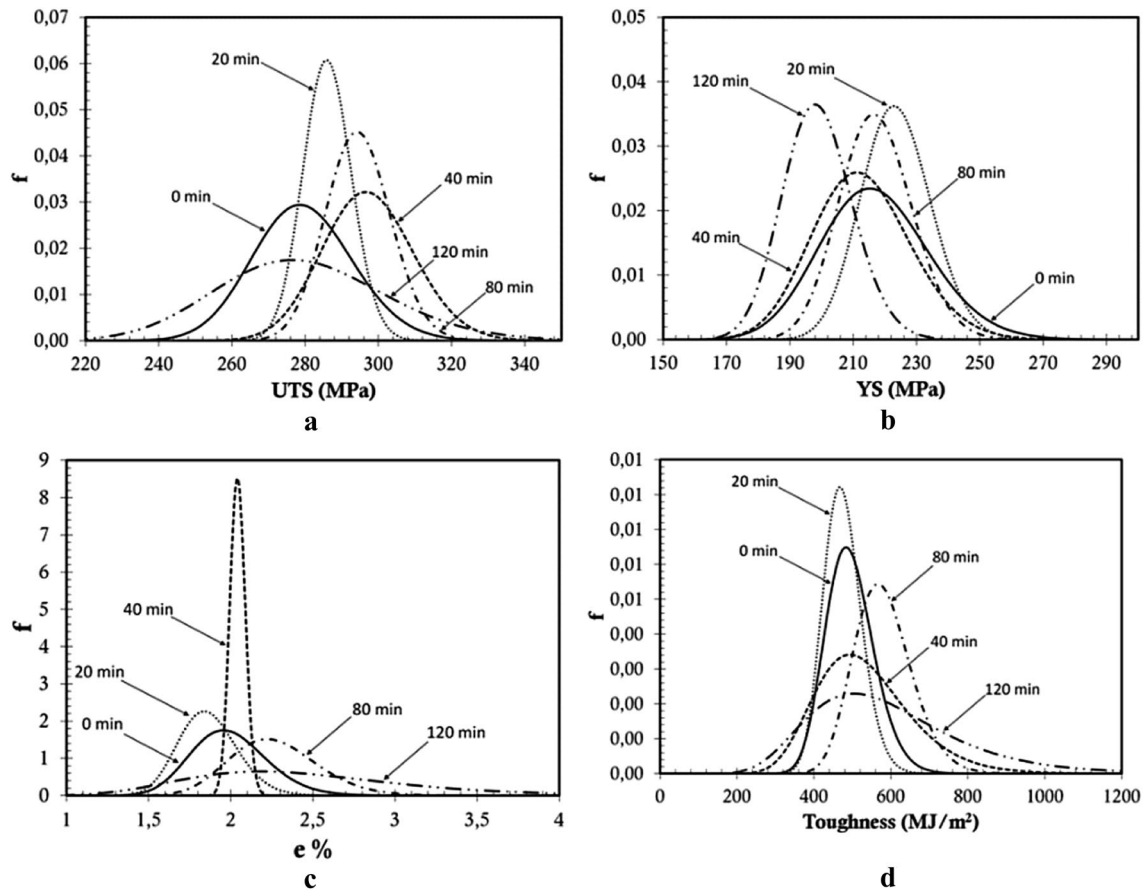 0,07
0,06
0,05
0,04
0,03
0,02
0,01
0,00
f
20 min
0 min
40 min
120 min
80 min
220 240 260 280 300 320 340
UTS (MPa)
a
0,05
0,04
0,03
0,02
0,01
0,00
f
120 min
20 min
80 min
40 min
0 min
150 170 190 210 230 250 270 290
YS (MPa)
b
9
8
7
6
5
4
3
2
1
0
f
40 min
20 min
0 min
80 min
120 min
1 1,5 2 2,5 3 3,5 4
e %
c
0,01
0,01
0,01
0,01
0,01
0,00
0,00
0,00
0,00
0,00
f
20 min
0 min
80 min
40 min
120 min
0 200 400 600 800 1000 1200
Toughness (MJ/m²)
d